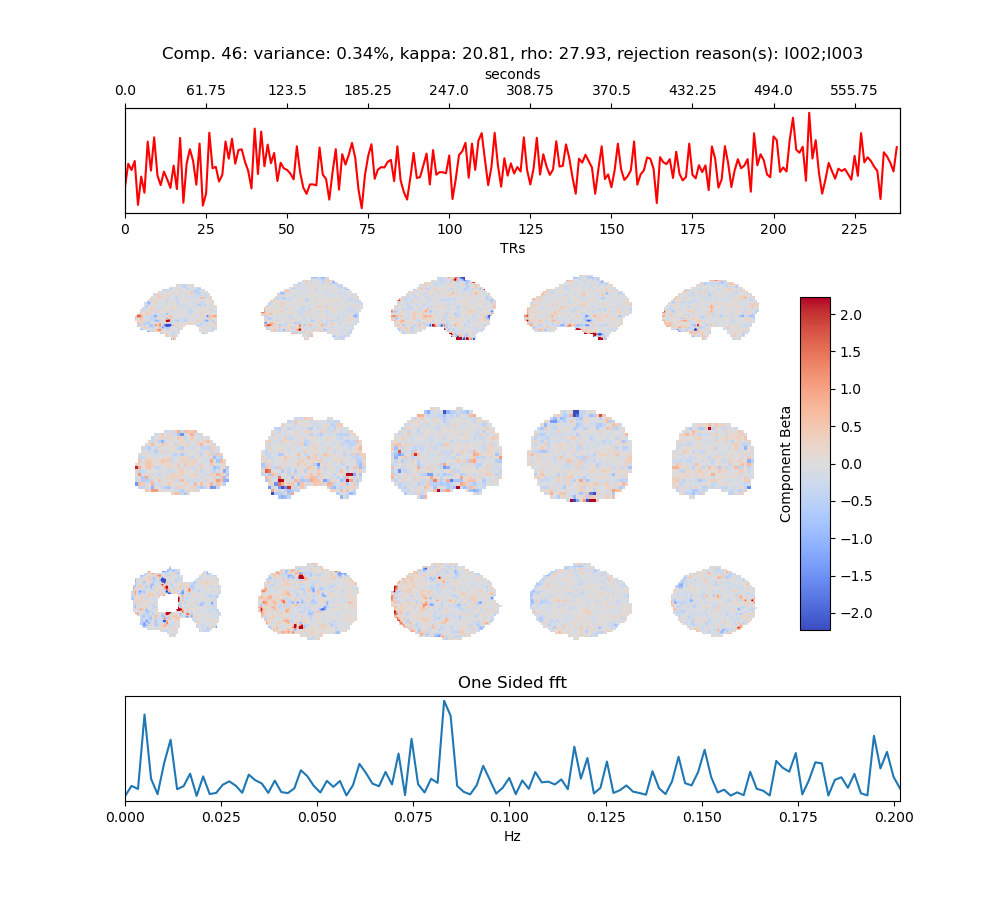 Comp. 46: variance: 0.34%, kappa: 20.81, rho: 27.93, rejection reason(s): I002;I003
seconds
0.0 61.75 123.5 185.25 247.0 308.75 370.5 432.25 494.0 555.75
0 25 50 75 100 125 150 175 200 225
TRs
2.0
1.5
1.0
0.5
0.0
−0.5
−1.0
−1.5
−2.0
Component Beta
One Sided fft
0.000 0.025 0.050 0.075 0.100 0.125 0.150 0.175 0.200
Hz